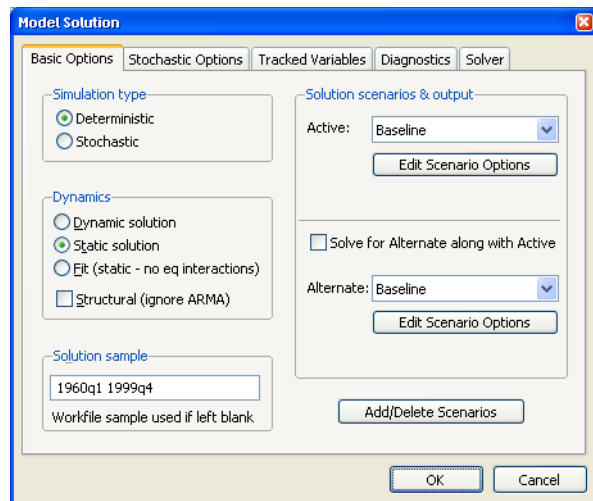 Model Solution
Basic Options
Stochastic Options
Tracked Variables
Diagnostics
Solver
Simulation type
Deterministic
Stochastic
Dynamics
Dynamic solution
Static solution
Fit (static - no eq interactions)
Structural (ignore ARMA)
Solution sample
1960q1 1999q4
Workfile sample used if left blank
Solution scenarios & output
Active: Baseline
Edit Scenario Options
Solve for Alternate along with Active
Alternate: Baseline
Edit Scenario Options
Add/Delete Scenarios
OK
Cancel